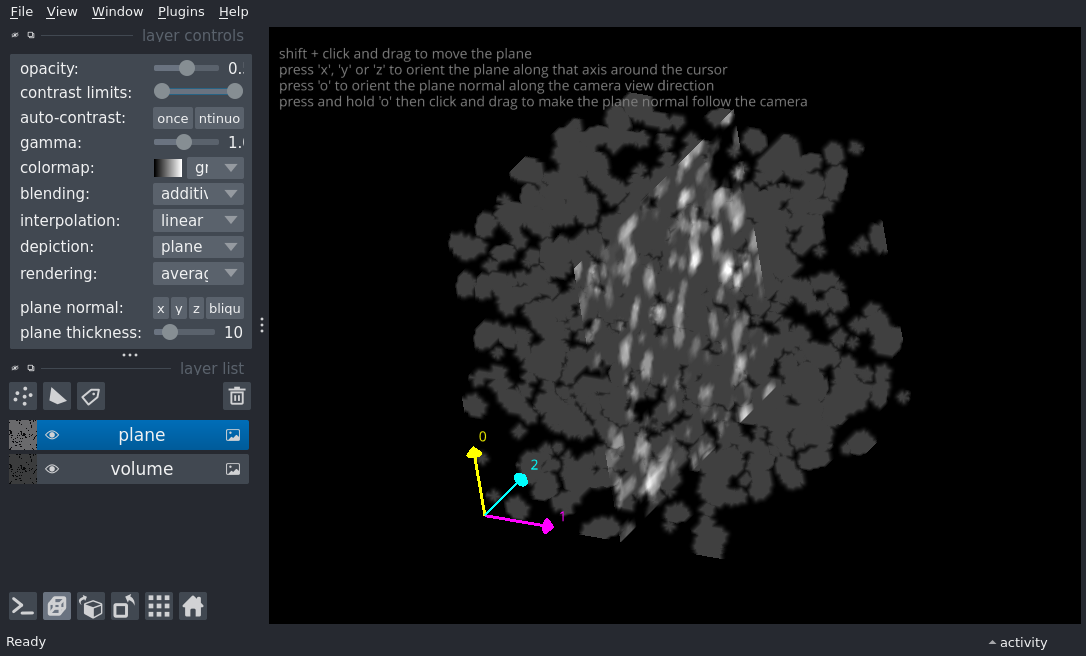 File View Window Plugins Help
layer controls
opacity: 0.
contrast limits:
auto-contrast: once ntinuo
gamma: 1.
colormap: gr
blending: additiv
interpolation: linear
depiction: plane
rendering: averag
plane normal: x y z bliqu
plane thickness: 10
layer list
plane
volume
shift + click and drag to move the plane
press 'x', 'y' or 'z' to orient the plane along that axis around the cursor
press 'o' to orient the plane normal along the camera view direction
press and hold 'o' then click and drag to make the plane normal follow the camera
0
2
1
Ready
activity